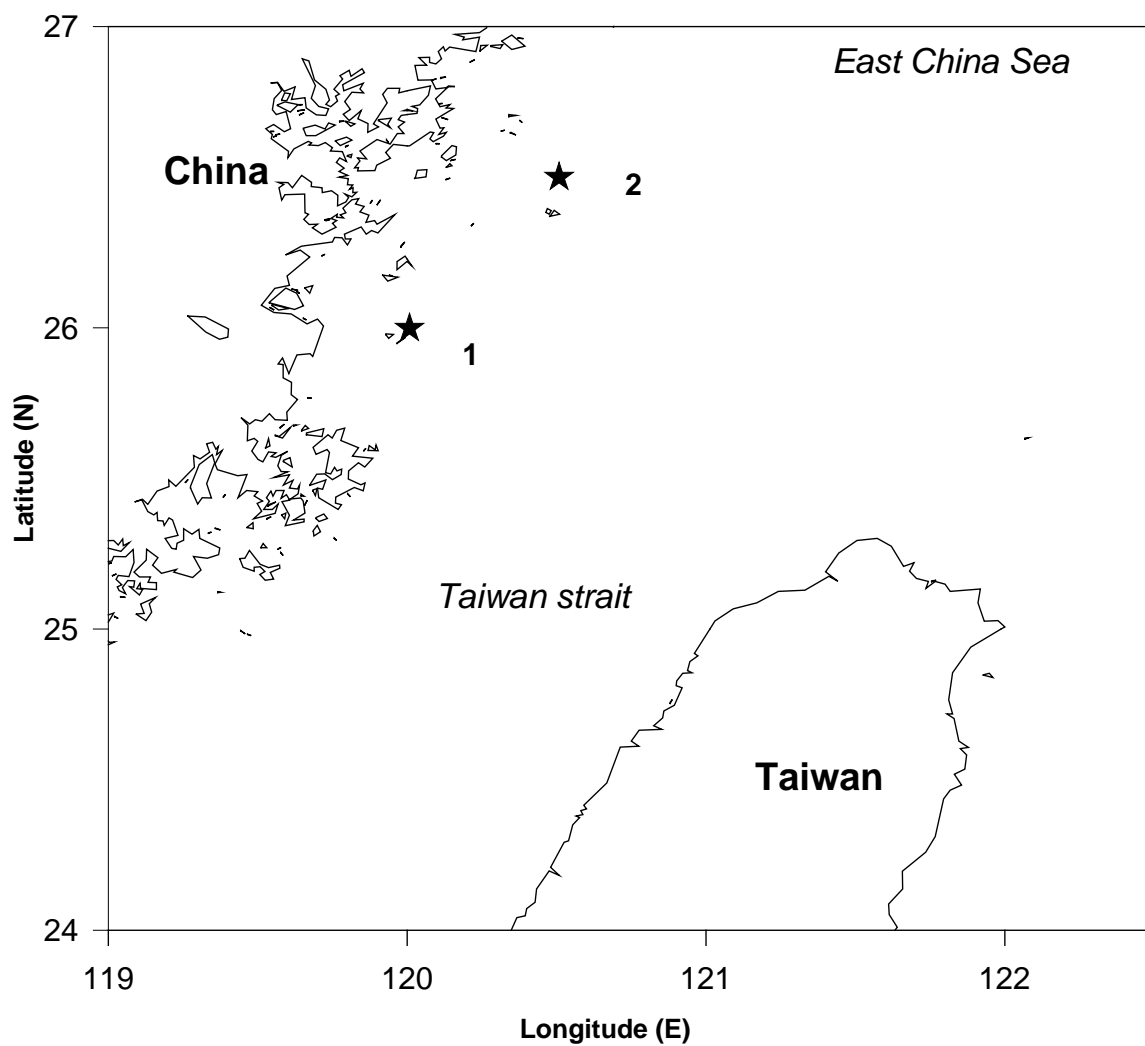 27
East China Sea
China
2
26
1
Latitude (N)
Taiwan strait
25
Taiwan
24
119
120
121
122
Longitude (E)